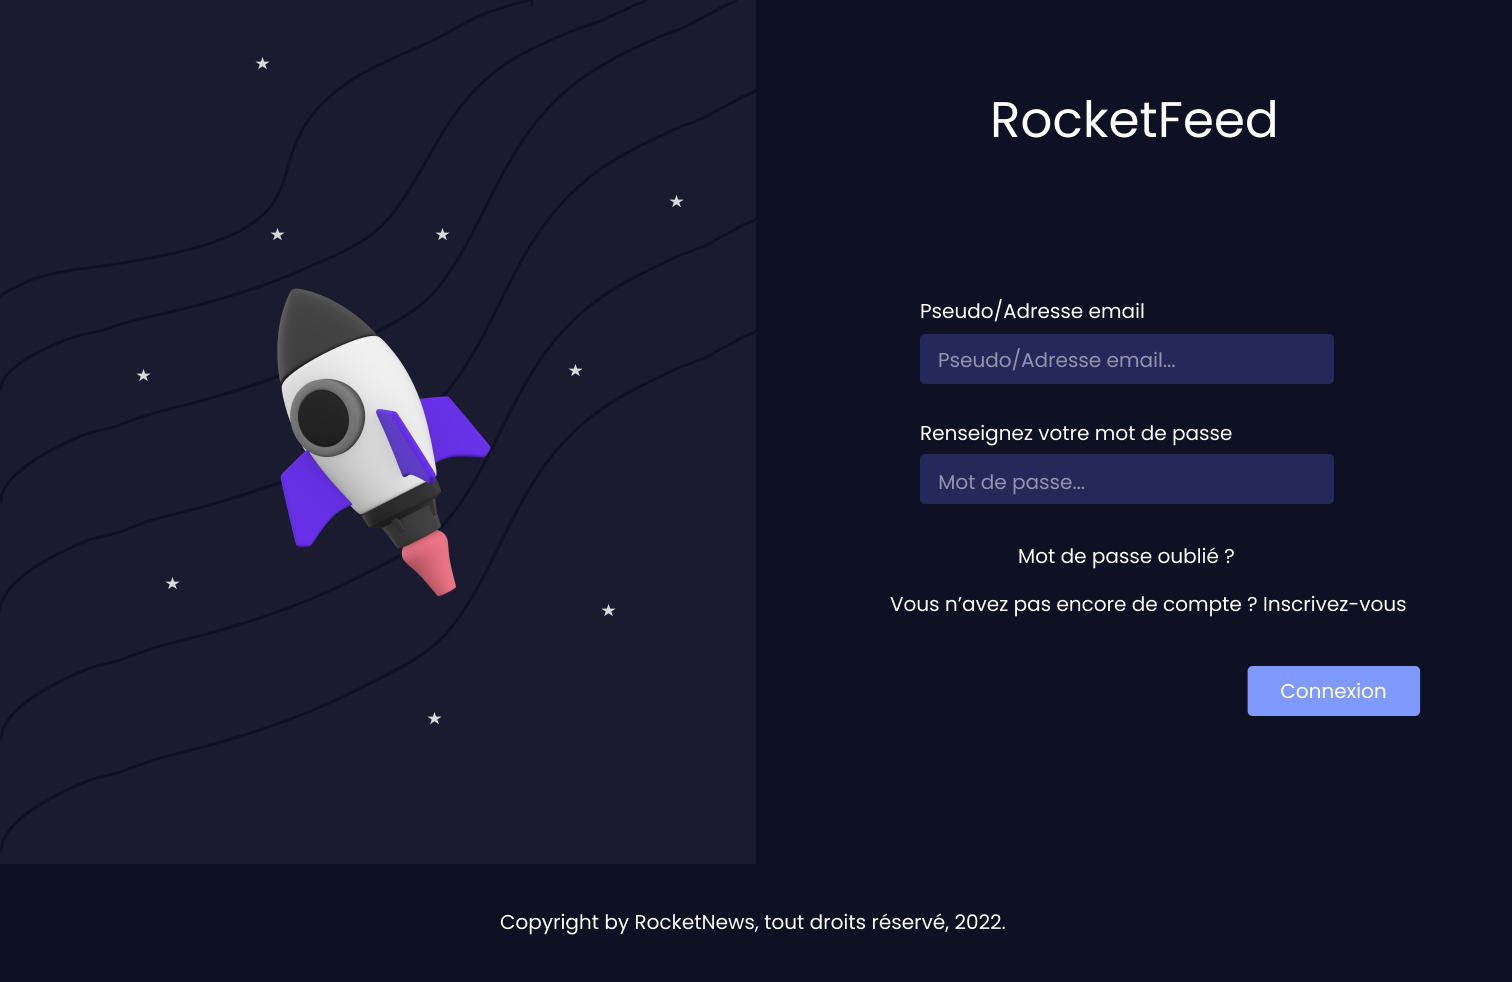 RocketFeed
Pseudo/Adresse email
Pseudo/Adresse email...
Renseignez votre mot de passe
Mot de passe...
Mot de passe oublié ?
Vous n’avez pas encore de compte ? Inscrivez-vous
Connexion
Copyright by RocketNews, tout droits réservé, 2022.